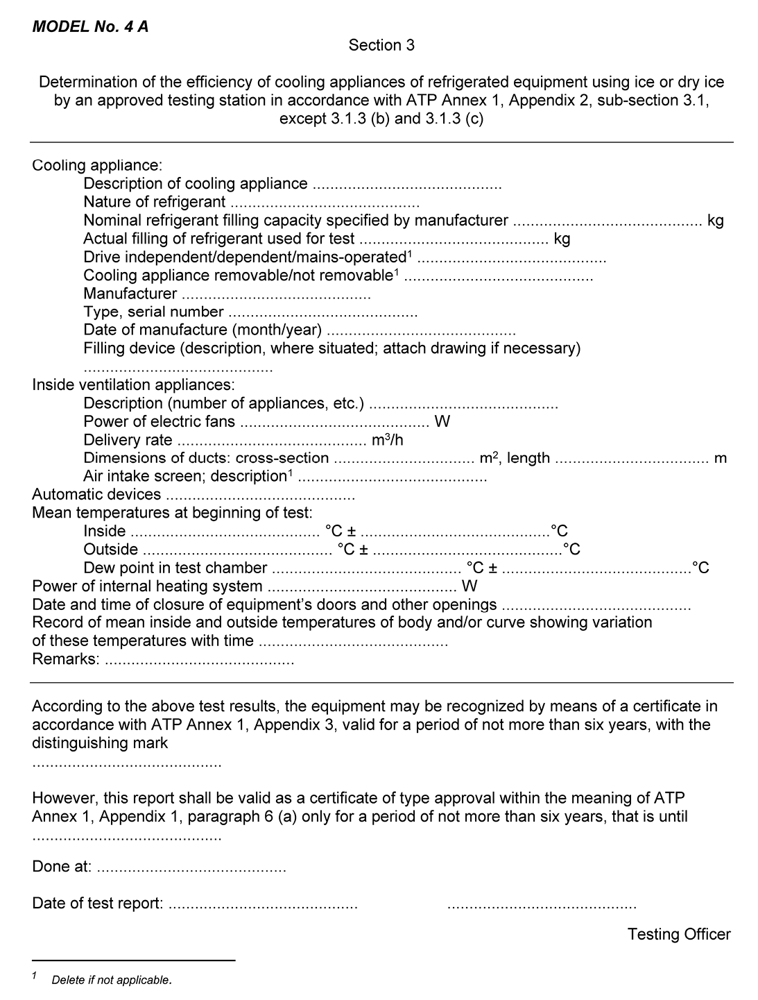 MODEL No. 4 A
Section 3
Determination of the efficiency of cooling appliances of refrigerated equipment using ice or dry ice
by an approved testing station in accordance with ATP Annex 1, Appendix 2, sub-section 3.1,
except 3.1.3 (b) and 3.1.3 (c)
Cooling appliance:
Description of cooling appliance ...........................................
Nature of refrigerant ...........................................
Nominal refrigerant filling capacity specified by manufacturer ........................................... kg
Actual filling of refrigerant used for test ........................................... kg
Drive independent/dependent/mains-operated¹ ...........................................
Cooling appliance removable/not removable¹ ...........................................
Manufacturer ...........................................
Type, serial number ...........................................
Date of manufacture (month/year) ...........................................
Filling device (description, where situated; attach drawing if necessary)
...........................................
Inside ventilation appliances:
Description (number of appliances, etc.) ...........................................
Power of electric fans ........................................... W
Delivery rate ........................................... m³/h
Dimensions of ducts: cross-section ................................ m², length ................................... m
Air intake screen; description¹ ...........................................
Automatic devices ...........................................
Mean temperatures at beginning of test:
Inside ........................................... °C ± ...........................................°C
Outside ........................................... °C ± ...........................................°C
Dew point in test chamber ........................................... °C ± ...........................................°C
Power of internal heating system ........................................... W
Date and time of closure of equipment’s doors and other openings ...........................................
Record of mean inside and outside temperatures of body and/or curve showing variation
of these temperatures with time ...........................................
Remarks: ...........................................
According to the above test results, the equipment may be recognized by means of a certificate in
accordance with ATP Annex 1, Appendix 3, valid for a period of not more than six years, with the
distinguishing mark
...........................................
However, this report shall be valid as a certificate of type approval within the meaning of ATP
Annex 1, Appendix 1, paragraph 6 (a) only for a period of not more than six years, that is until
...........................................
Done at: ...........................................
Date of test report: ........................................... ...........................................
Testing Officer
1 Delete if not applicable.